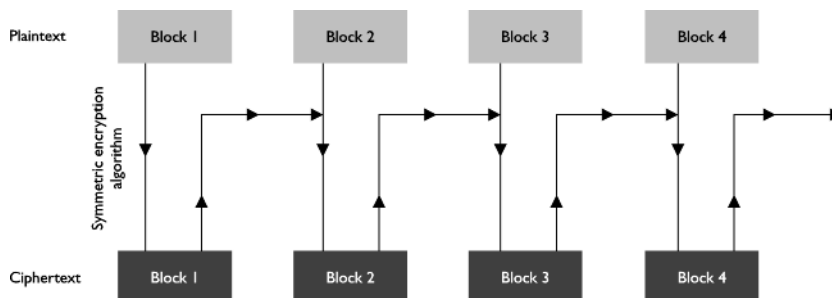 Plaintext
Block 1
Block 2
Block 3
Block 4
Symmetric encryption
algorithm
Ciphertext
Block 1
Block 2
Block 3
Block 4